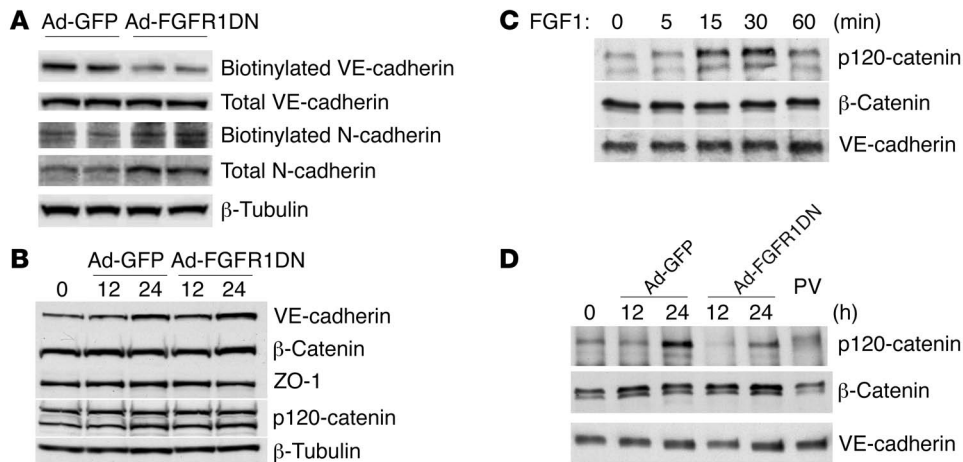 A
Ad-GFP Ad-FGFR1DN
Biotinylated VE-cadherin
Total VE-cadherin
Biotinylated N-cadherin
Total N-cadherin
β-Tubulin
B
Ad-GFP Ad-FGFR1DN
0 12 24 12 24
VE-cadherin
β-Catenin
ZO-1
p120-catenin
β-Tubulin
C
FGF1: 0 5 15 30 60 (min)
p120-catenin
β-Catenin
VE-cadherin
D
Ad-GFP Ad-FGFR1DN PV
0 12 24 12 24 (h)
p120-catenin
β-Catenin
VE-cadherin